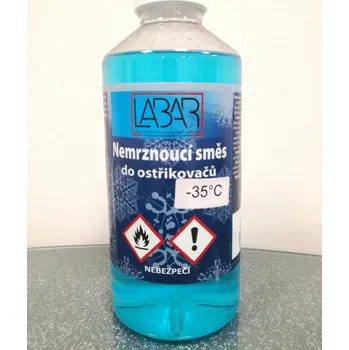 LABAR
Nemrznoucí směs
do ostřikovačů
-35°C
NEBEZPEČÍ